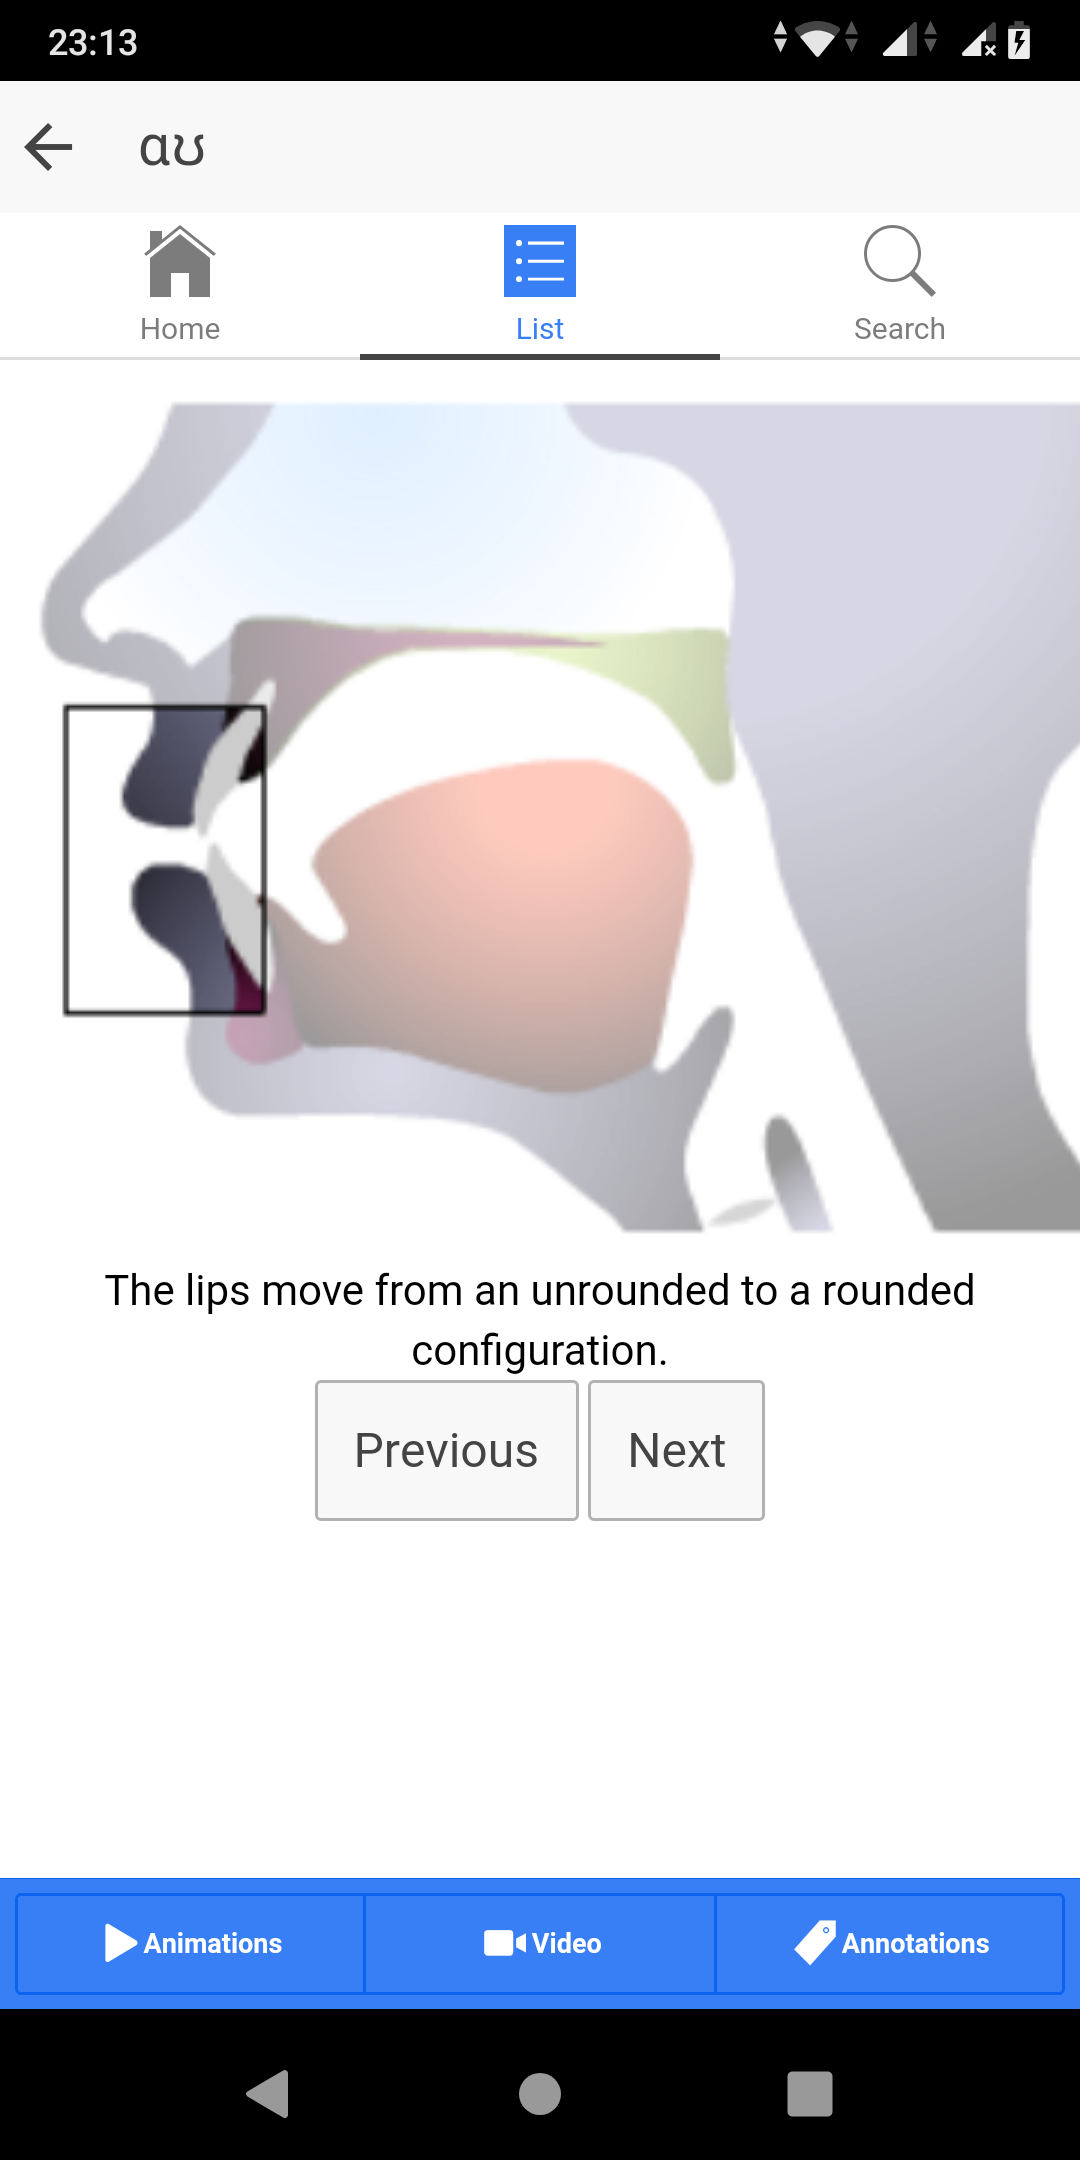 23:13
ɑʊ
Home
List
Search
The lips move from an unrounded to a rounded
configuration.
Previous
Next
Animations
Video
Annotations